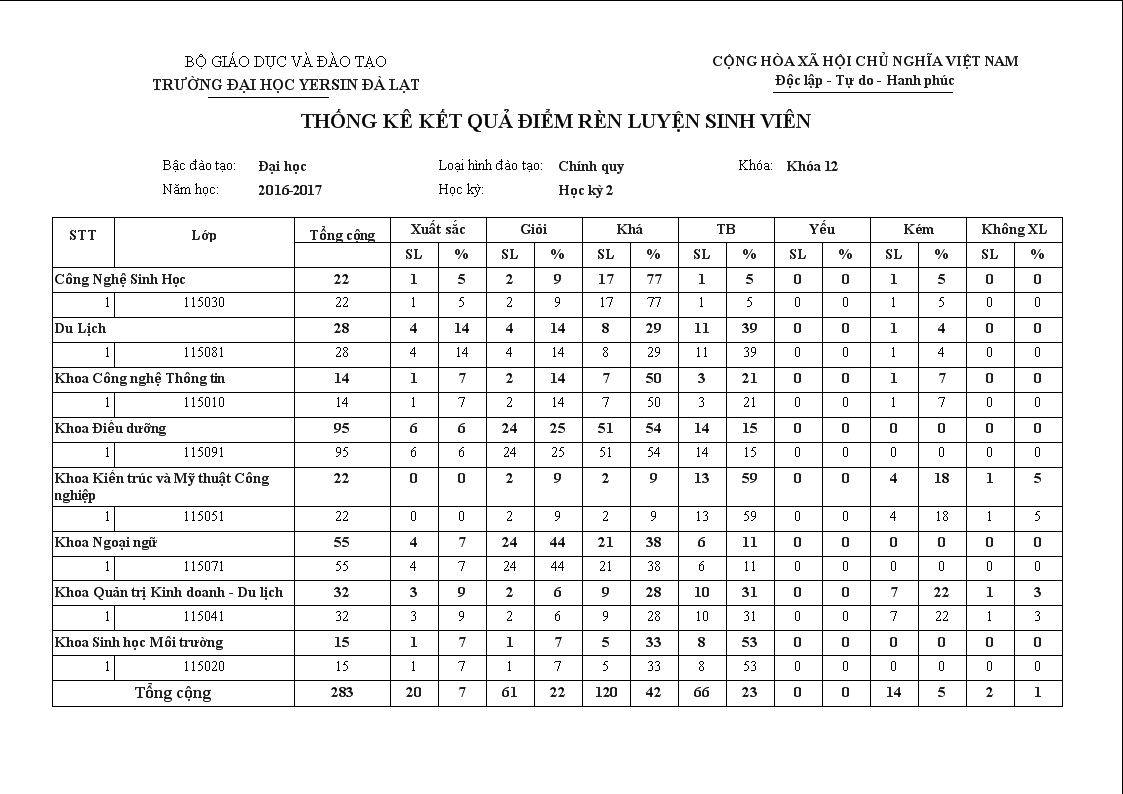 BỘ GIÁO DỤC VÀ ĐÀO TẠO
TRƯỜNG ĐẠI HỌC YERSIN ĐÀ LẠT
CỘNG HÒA XÃ HỘI CHỦ NGHĨA VIỆT NAM
Độc lập - Tự do - Hanh phúc
THỐNG KÊ KẾT QUẢ ĐIỂM RÈN LUYỆN SINH VIÊN
Bậc đào tạo: Đại học Loại hình đào tạo: Chính quy Khóa: Khóa 12
Năm học: 2016-2017 Học kỳ: Học kỳ 2
STT Lớp Tổng cộng Xuất sắc Giỏi Khá TB Yếu Kém Không XL
SL % SL % SL % SL % SL % SL % SL %
Công Nghệ Sinh Học 22 1 5 2 9 17 77 1 5 0 0 1 5 0 0
1 115030 22 1 5 2 9 17 77 1 5 0 0 1 5 0 0
Du Lịch 28 4 14 4 14 8 29 11 39 0 0 1 4 0 0
1 115081 28 4 14 4 14 8 29 11 39 0 0 1 4 0 0
Khoa Công nghệ Thông tin 14 1 7 2 14 7 50 3 21 0 0 1 7 0 0
1 115010 14 1 7 2 14 7 50 3 21 0 0 1 7 0 0
Khoa Điều dưỡng 95 6 6 24 25 51 54 14 15 0 0 0 0 0 0
1 115091 95 6 6 24 25 51 54 14 15 0 0 0 0 0 0
Khoa Kiến trúc và Mỹ thuật Công 22 0 0 2 9 2 9 13 59 0 0 4 18 1 5
nghiệp
1 115051 22 0 0 2 9 2 9 13 59 0 0 4 18 1 5
Khoa Ngoại ngữ 55 4 7 24 44 21 38 6 11 0 0 0 0 0 0
1 115071 55 4 7 24 44 21 38 6 11 0 0 0 0 0 0
Khoa Quản trị Kinh doanh - Du lịch 32 3 9 2 6 9 28 10 31 0 0 7 22 1 3
1 115041 32 3 9 2 6 9 28 10 31 0 0 7 22 1 3
Khoa Sinh học Môi trường 15 1 7 1 7 5 33 8 53 0 0 0 0 0 0
1 115020 15 1 7 1 7 5 33 8 53 0 0 0 0 0 0
Tổng cộng 283 20 7 61 22 120 42 66 23 0 0 14 5 2 1